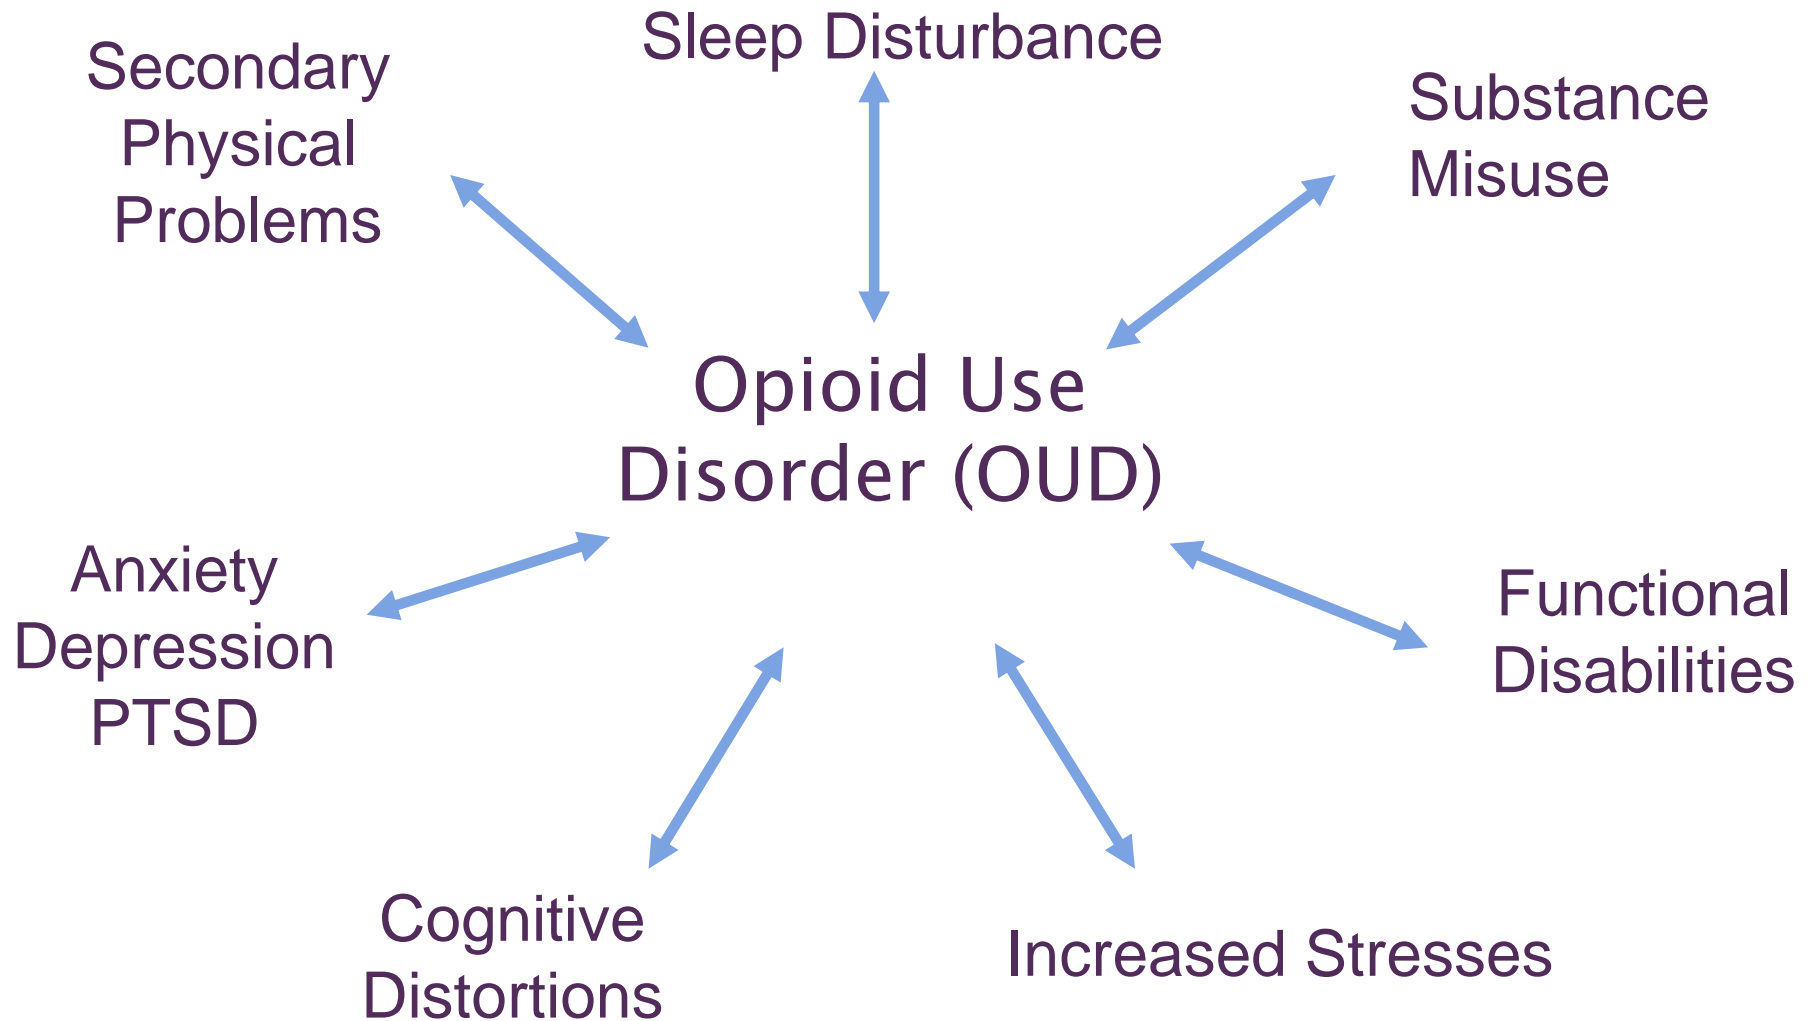 Sleep Disturbance
Secondary
Physical
Problems
Substance
Misuse
Opioid Use
Disorder (OUD)
Anxiety
Depression
PTSD
Functional
Disabilities
Cognitive
Distortions
Increased Stresses